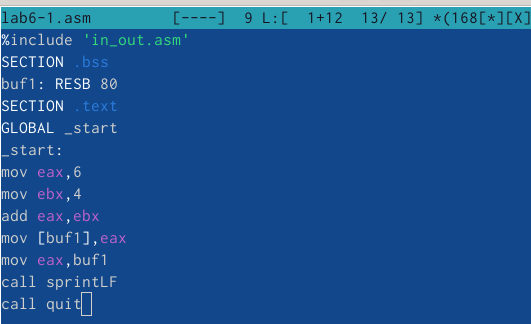 lab6-1.asm         [----]  9 L:[  1+12  13/ 13] *(168[*][X]
%include 'in_out.asm'
SECTION .bss
buf1: RESB 80
SECTION .text
GLOBAL _start
_start:
mov eax,6
mov ebx,4
add eax,ebx
mov [buf1],eax
mov eax,buf1
call sprintLF
call quit